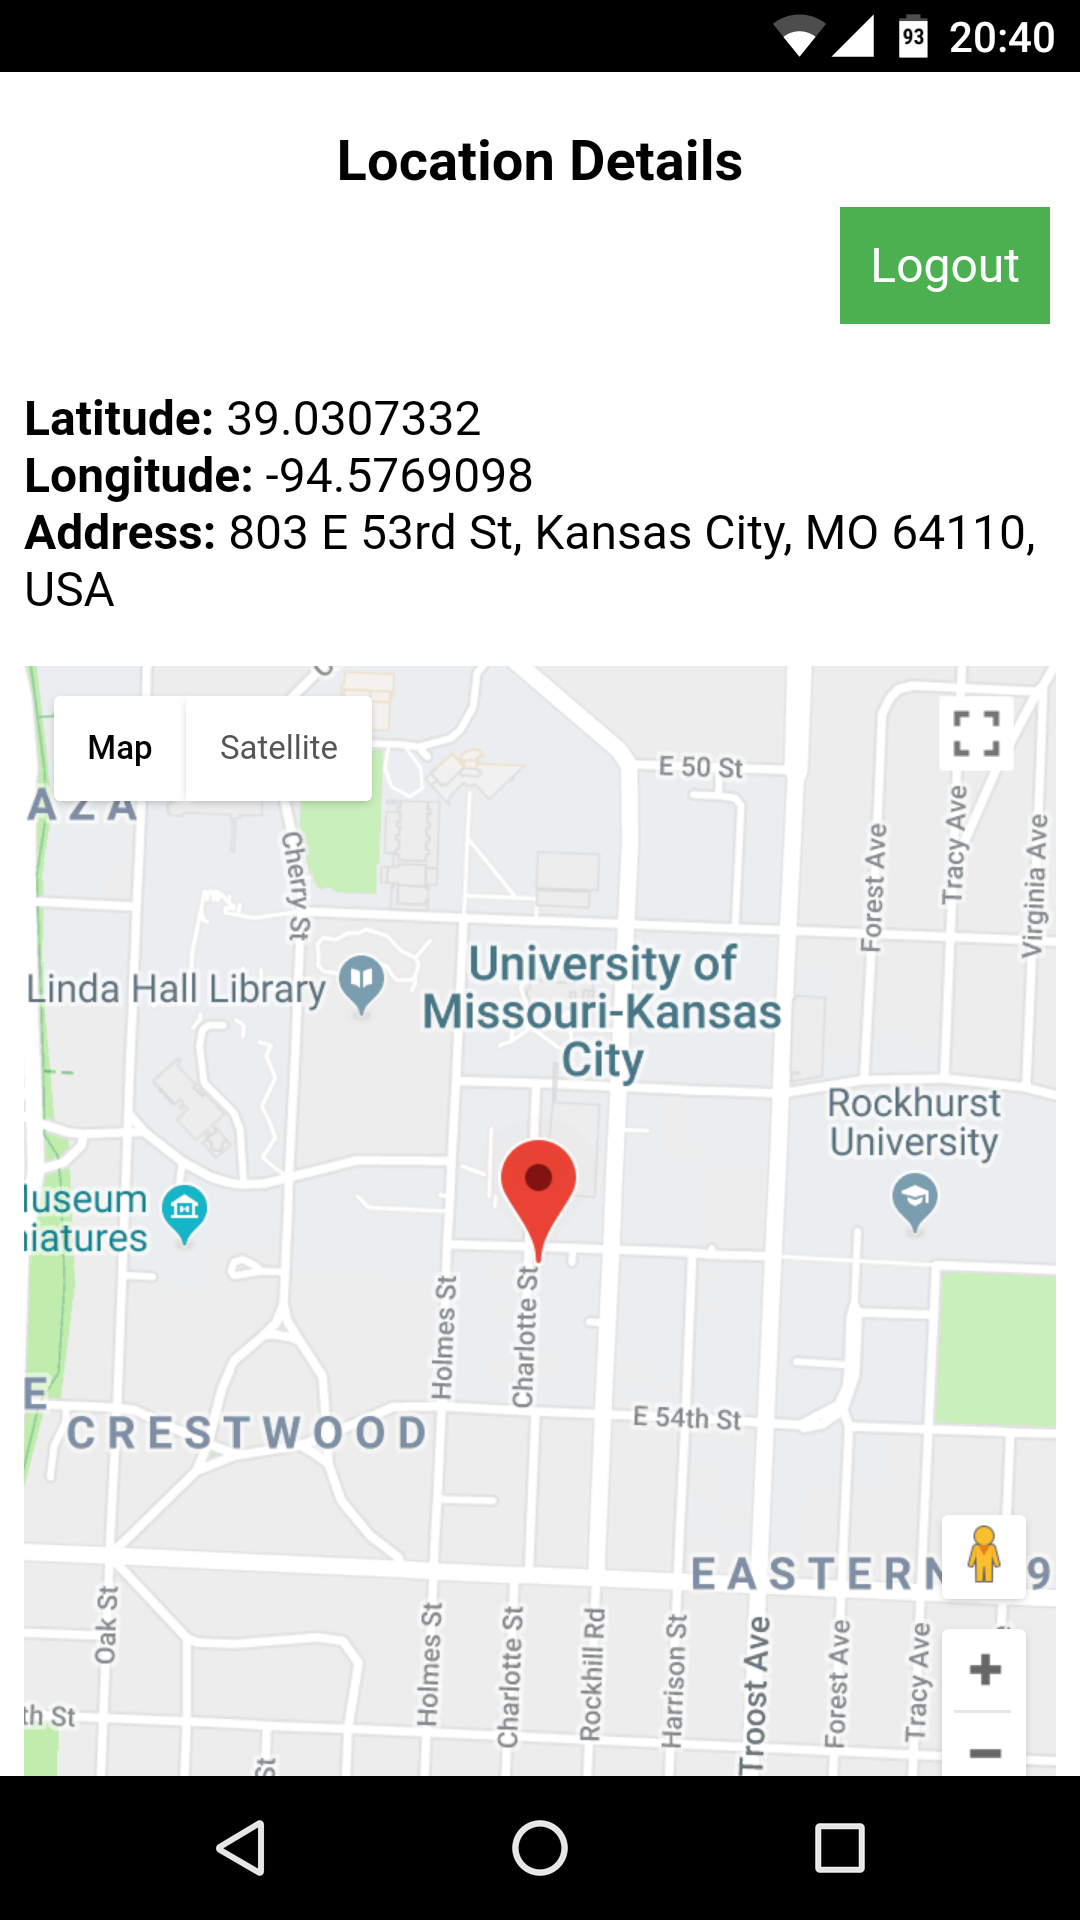 93 20:40
Location Details
Logout
Latitude: 39.0307332
Longitude: -94.5769098
Address: 803 E 53rd St, Kansas City, MO 64110,
USA
Map Satellite
AZA
E 50 St
Cherry St
Forest Ave
Tracy Ave
Virginia Ave
Linda Hall Library
University of
Missouri-Kansas
City
Rockhurst
University
useum
iatures
Holmes St
Charlotte St
E
CRESTWOOD
E 54th St
EASTERN 9
Oak St
Holmes St
Charlotte St
Rockhill Rd
Harrison St
Troost Ave
Forest Ave
Tracy Ave
th St
St